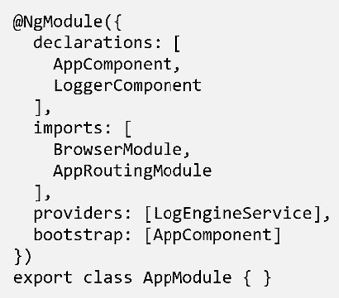 @NgModule({
  declarations: [
    AppComponent,
    LoggerComponent
  ],
  imports: [
    BrowserModule,
    AppRoutingModule
  ],
  providers: [LogEngineService],
  bootstrap: [AppComponent]
})
export class AppModule { }